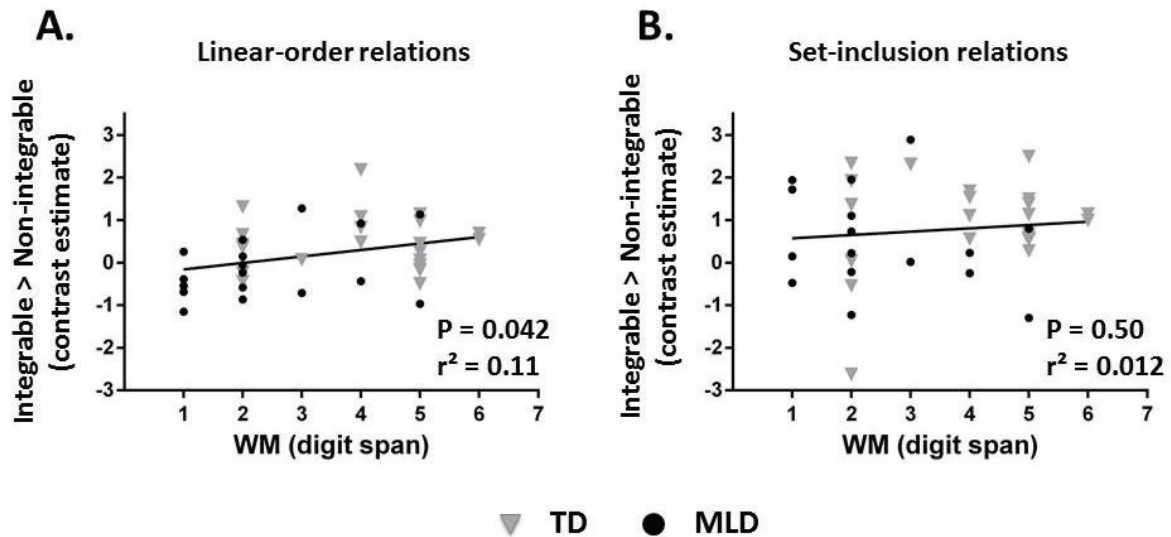 A.
Linear-order relations
Integrable > Non-integrable
(contrast estimate)
3
2
1
0
-1
-2
-3
P = 0.042
r² = 0.11
1 2 3 4 5 6 7
WM (digit span)
B.
Set-inclusion relations
Integrable > Non-integrable
(contrast estimate)
3
2
1
0
-1
-2
-3
P = 0.50
r² = 0.012
1 2 3 4 5 6 7
WM (digit span)
TD MLD